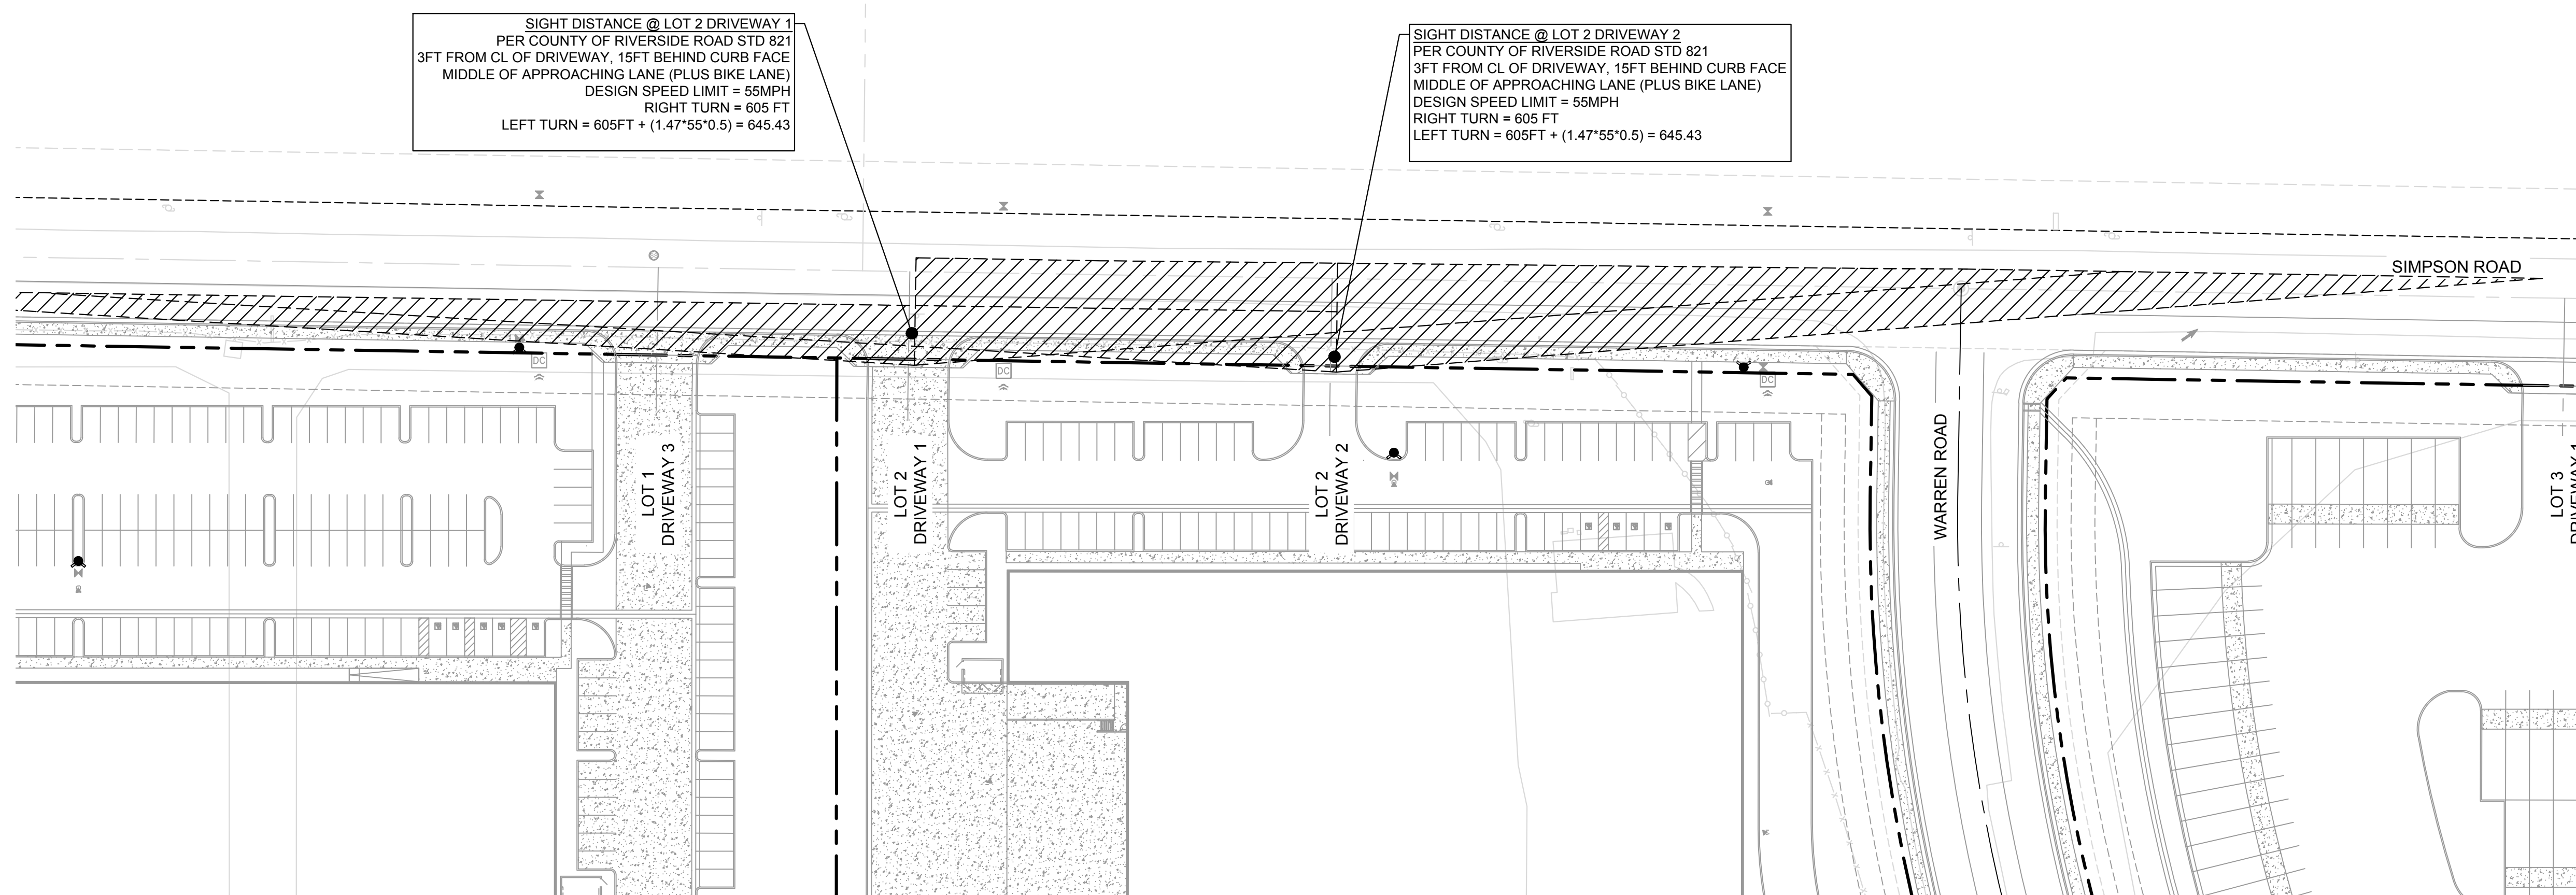 SIGHT DISTANCE @ LOT 2 DRIVEWAY 1
PER COUNTY OF RIVERSIDE ROAD STD 821
3FT FROM CL OF DRIVEWAY, 15FT BEHIND CURB FACE
MIDDLE OF APPROACHING LANE (PLUS BIKE LANE)
DESIGN SPEED LIMIT = 55MPH
RIGHT TURN = 605 FT
LEFT TURN = 605FT + (1.47*55*0.5) = 645.43
SIGHT DISTANCE @ LOT 2 DRIVEWAY 2
PER COUNTY OF RIVERSIDE ROAD STD 821
3FT FROM CL OF DRIVEWAY, 15FT BEHIND CURB FACE
MIDDLE OF APPROACHING LANE (PLUS BIKE LANE)
DESIGN SPEED LIMIT = 55MPH
RIGHT TURN = 605 FT
LEFT TURN = 605FT + (1.47*55*0.5) = 645.43
SIMPSON ROAD
DC
DC
DC
LOT 1
DRIVEWAY 3
LOT 2
DRIVEWAY 1
LOT 2
DRIVEWAY 2
WARREN ROAD
LOT 3
DRIVEWAY 1